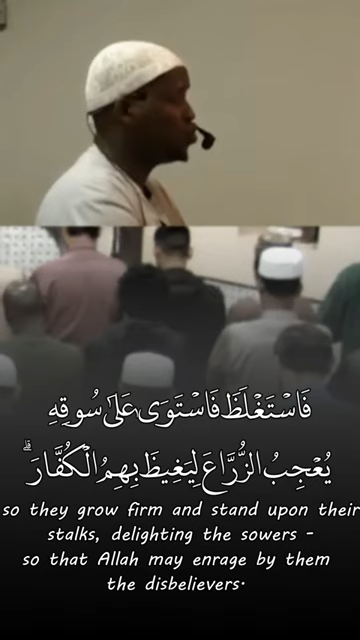 فَاسْتَغْلَظَ فَاسْتَوَىٰ عَلَىٰ سُوقِهِ
يُعْجِبُ الزُّرَّاعَ لِيَغِيظَ بِهِمُ الْكُفَّارَ ۗ
so they grow firm and stand upon their
stalks, delighting the sowers -
so that Allah may enrage by them
the disbelievers.